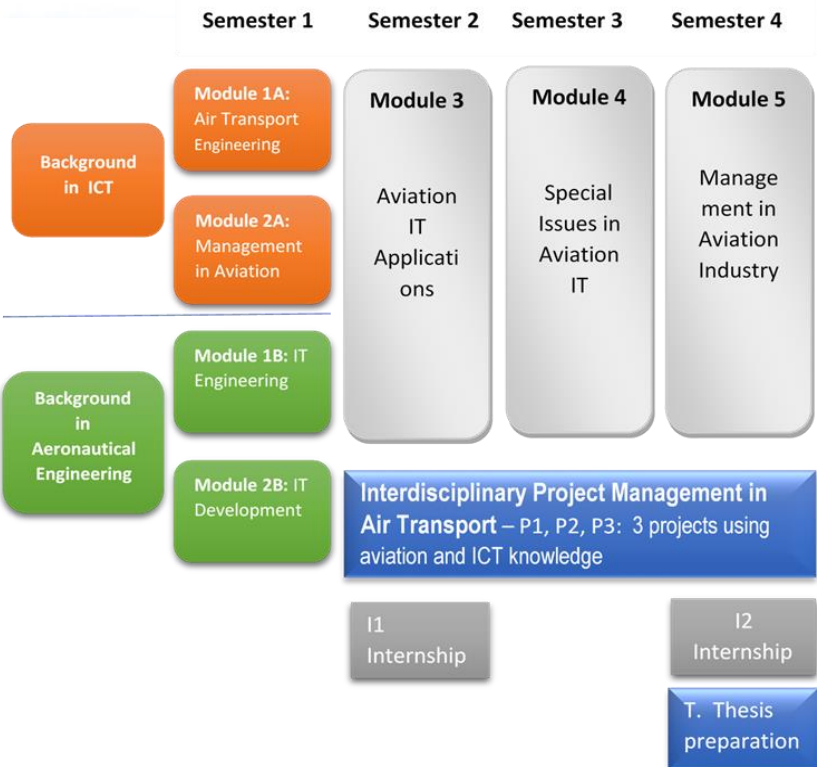 Semester 1 Semester 2 Semester 3 Semester 4
Background
in ICT
Module 1A:
Air Transport
Engineering
Module 2A:
Management
in Aviation
Background
in
Aeronautical
Engineering
Module 1B: IT
Engineering
Module 2B: IT
Development
Module 3
Aviation
IT
Applicati
ons
Module 4
Special
Issues in
Aviation
IT
Module 5
Manage
ment in
Aviation
Industry
Interdisciplinary Project Management in
Air Transport – P1, P2, P3: 3 projects using
aviation and ICT knowledge
I1
Internship
I2
Internship
T. Thesis
preparation